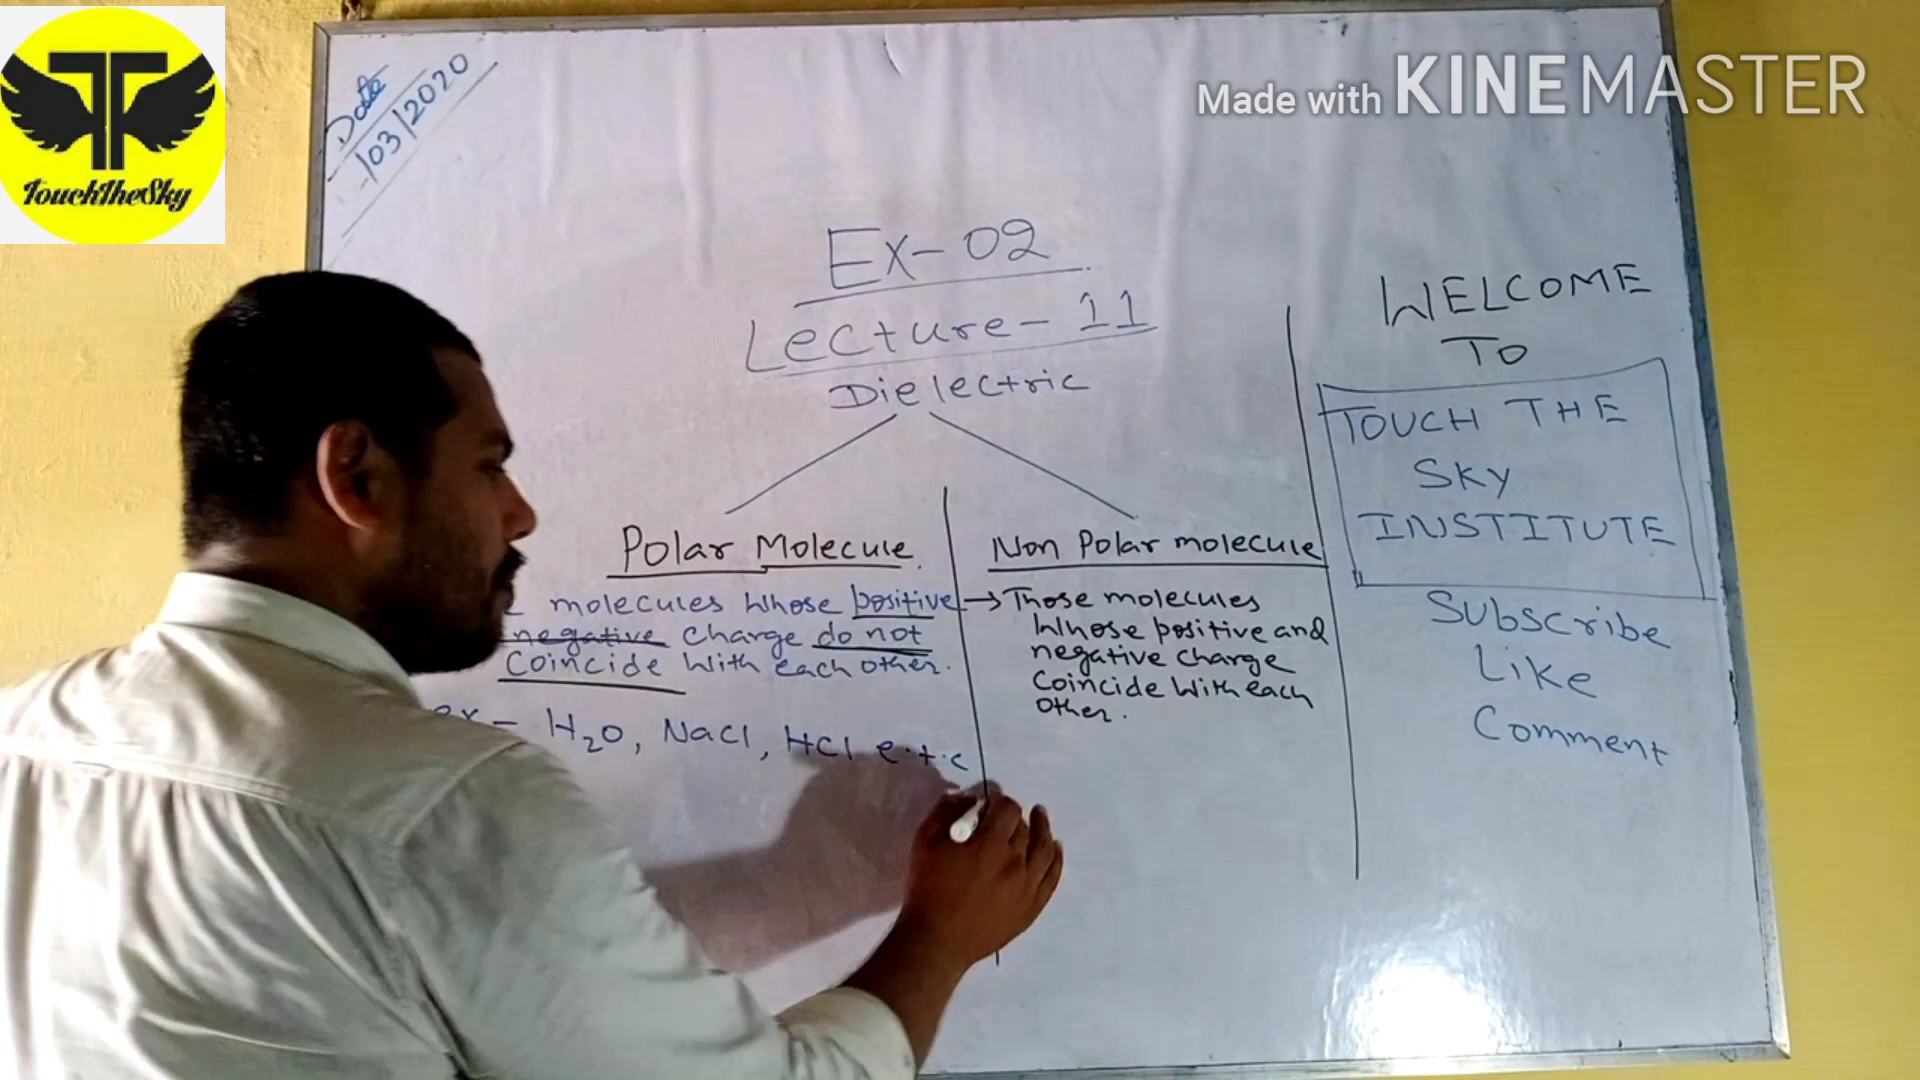 TouchTheSky
Made with KINEMASTER
Date
/03/2020
Ex-02
Lecture-11
Dielectric
Polar Molecule
molecules Whose positive
negative charge do not
Coincide With each other.
ex - H2O, NaCl, HCl e.t.c
Non Polar molecule
→ Those molecules
Whose positive and
negative charge
Coincide With each
other.
WELCOME
TO
TOUCH THE
SKY
INSTITUTE
Subscribe
Like
Comment